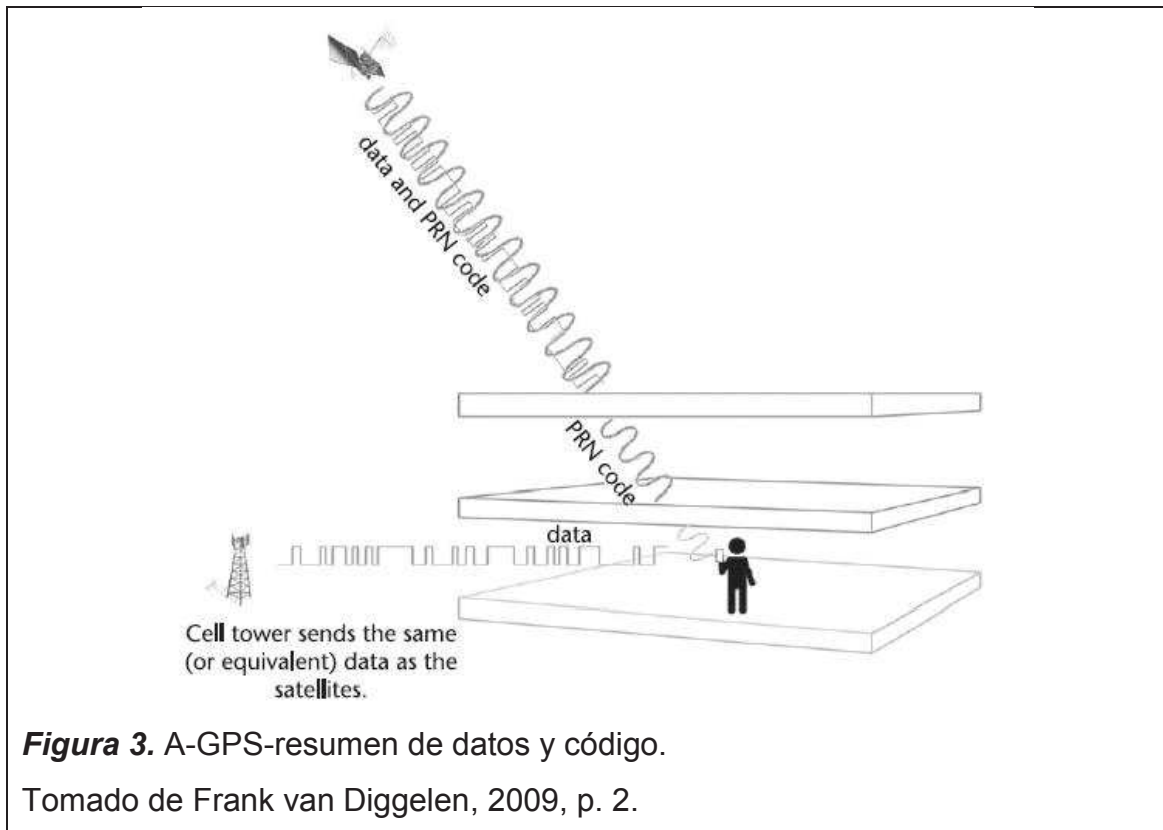 data and PRN code
PRN code
data
Cell tower sends the same
(or equivalent) data as the
satellites.
Figura 3. A-GPS-resumen de datos y código.
Tomado de Frank van Diggelen, 2009, p. 2.